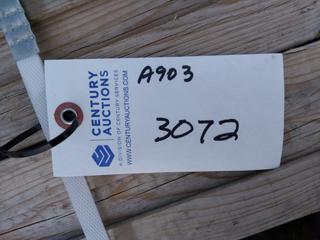 A903
3072
CENTURY
AUCTIONS
A DIVISION OF CENTURY SERVICES
WWW.CENTURYAUCTIONS.COM